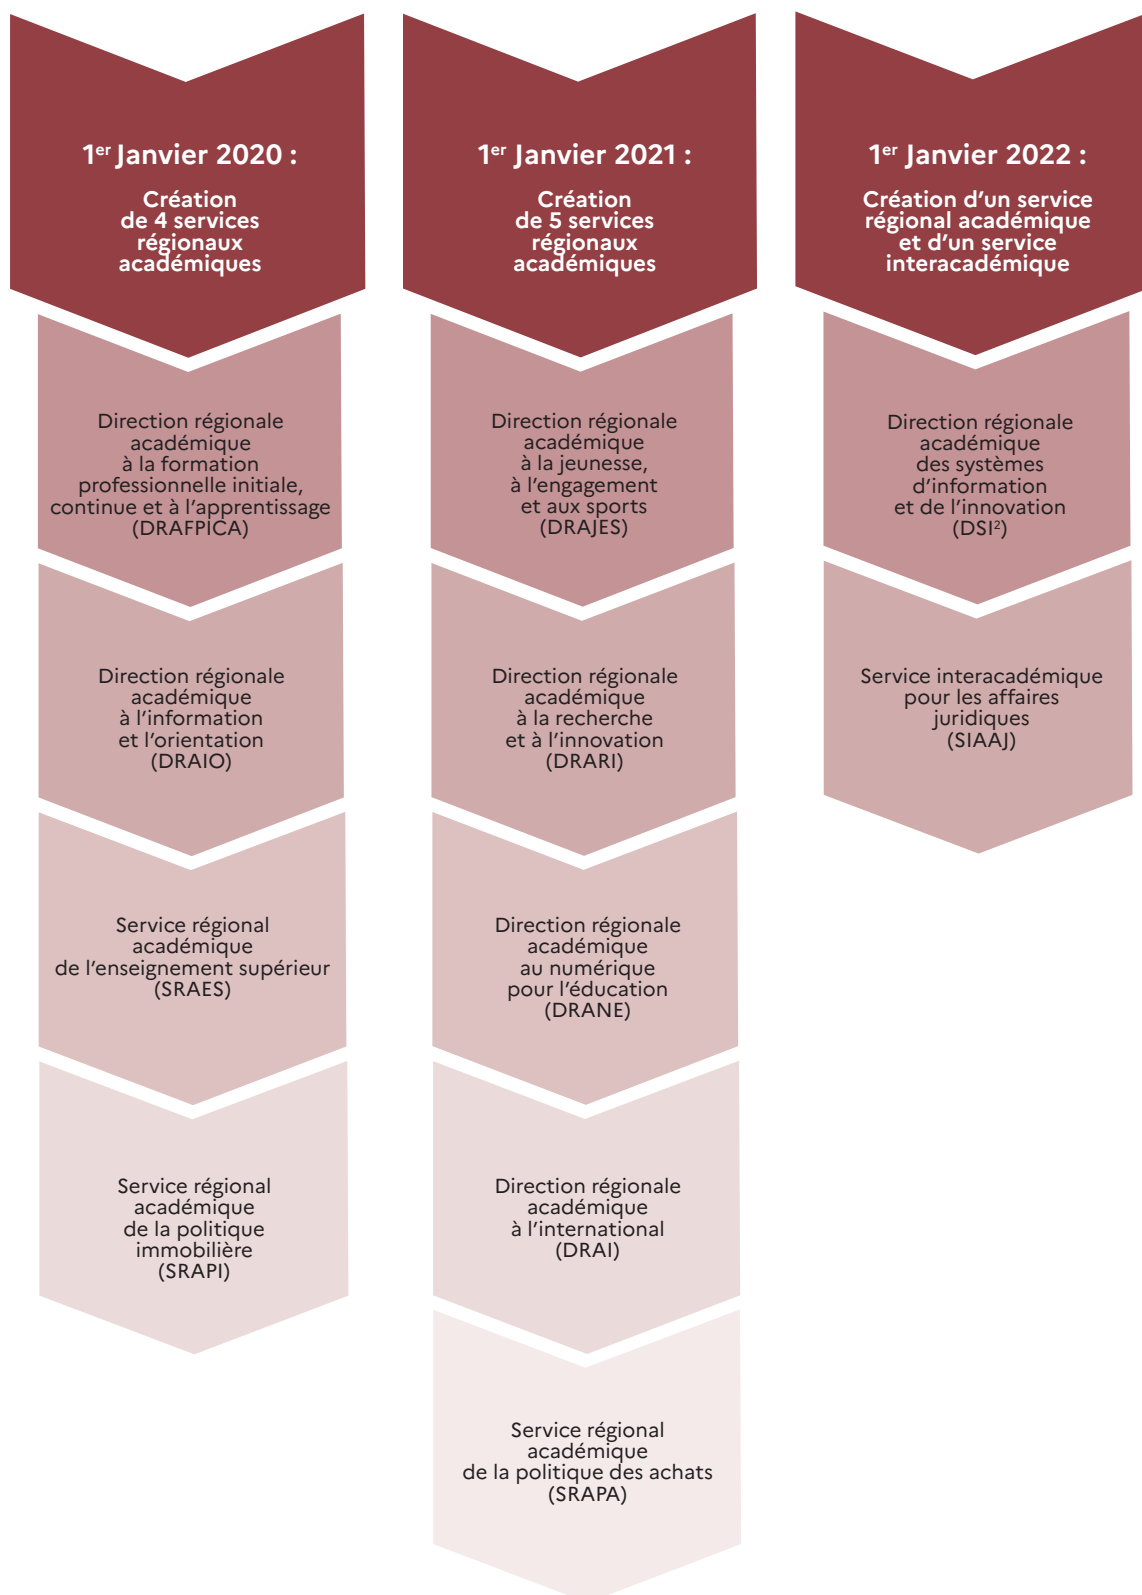 1er Janvier 2020 :
Création
de 4 services
régionaux
académiques
Direction régionale
académique
à la formation
professionnelle initiale,
continue et à l'apprentissage
(DRAFPICA)
Direction régionale
académique
à l'information
et l'orientation
(DRAIO)
Service régional
académique
de l'enseignement supérieur
(SRAES)
Service régional
académique
de la politique
immobilière
(SRAPI)
1er Janvier 2021 :
Création
de 5 services
régionaux
académiques
Direction régionale
académique
à la jeunesse,
à l'engagement
et aux sports
(DRAJES)
Direction régionale
académique
à la recherche
et à l'innovation
(DRARI)
Direction régionale
académique
au numérique
pour l'éducation
(DRANE)
Direction régionale
académique
à l'international
(DRAI)
Service régional
académique
de la politique des achats
(SRAPA)
1er Janvier 2022 :
Création d'un service
régional académique
et d'un service
interacadémique
Direction régionale
académique
des systèmes
d'information
et de l'innovation
(DSI²)
Service interacadémique
pour les affaires
juridiques
(SIAAJ)